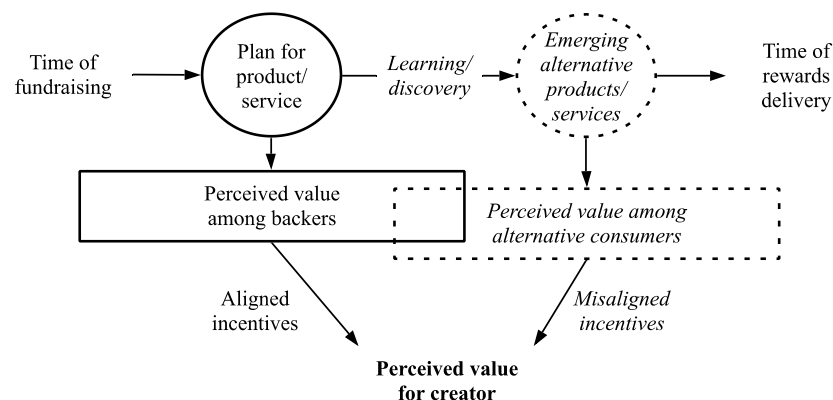 Time of
fundraising
Plan for
product/
service
Learning/
discovery
Emerging
alternative
products/
services
Time of
rewards
delivery
Perceived value
among backers
Perceived value among
alternative consumers
Aligned
incentives
Misaligned
incentives
Perceived value
for creator